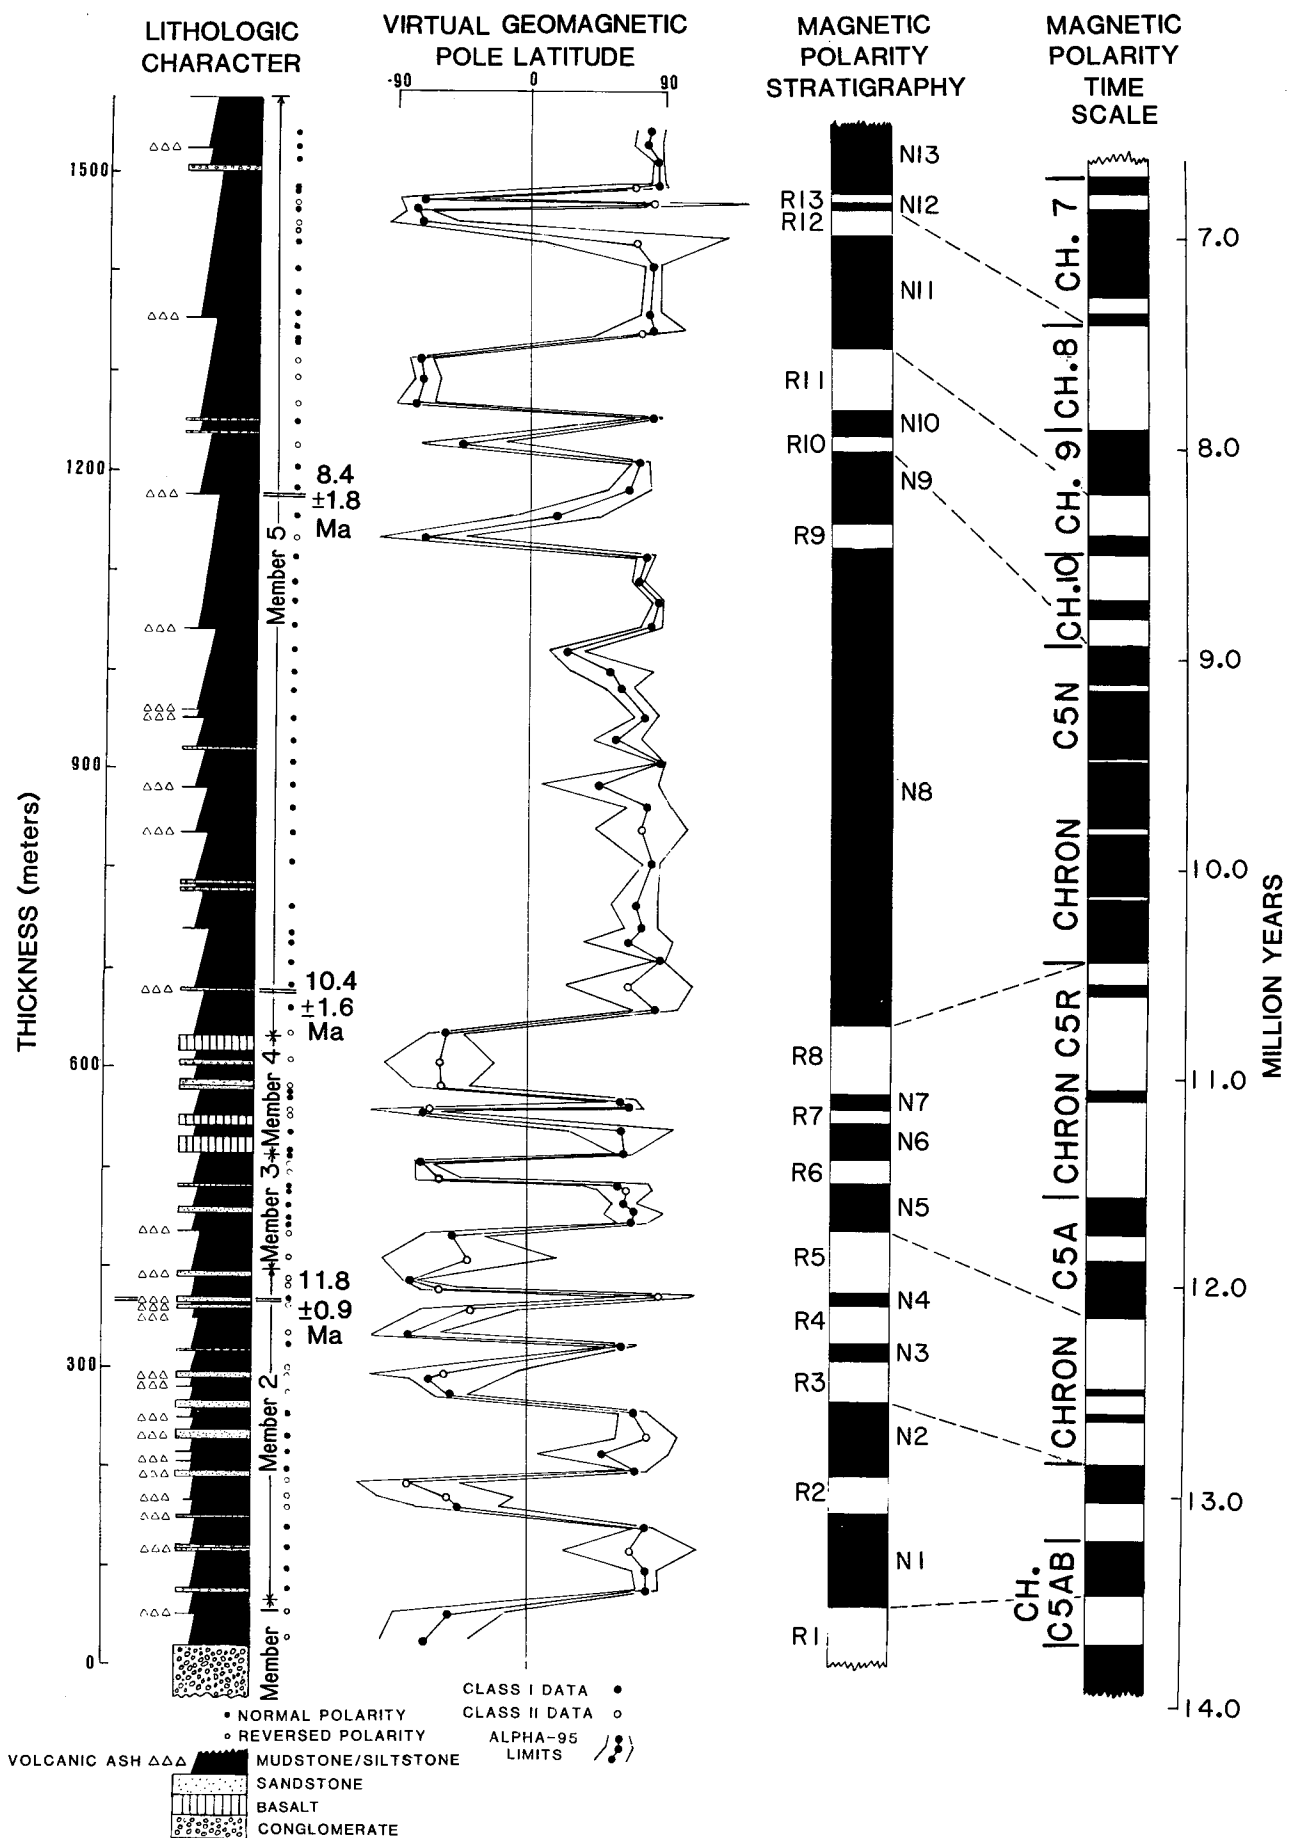 LITHOLOGIC
CHARACTER
VIRTUAL GEOMAGNETIC
POLE LATITUDE
-90 0 90
MAGNETIC
POLARITY
STRATIGRAPHY
MAGNETIC
POLARITY
TIME
SCALE
THICKNESS (meters)
1500
1200
900
600
300
0
Member 5
Member 4
Member 3
Member 2
Member 1
8.4
±1.8
Ma
10.4
±1.6
Ma
11.8
±0.9
Ma
N13
R13
N12
R12
N11
R11
N10
R10
N9
R9
N8
R8
N7
R7
N6
R6
N5
R5
N4
R4
N3
R3
N2
R2
N1
R1
CH. 7
CH. 8
CH. 9
CH. 10
CHRON C5N
CHRON C5R
CHRON C5A
CH.
C5AB
7.0
8.0
9.0
10.0
11.0
12.0
13.0
14.0
MILLION YEARS
CLASS I DATA
CLASS II DATA
ALPHA-95
LIMITS
NORMAL POLARITY
REVERSED POLARITY
VOLCANIC ASH
MUDSTONE/SILTSTONE
SANDSTONE
BASALT
CONGLOMERATE